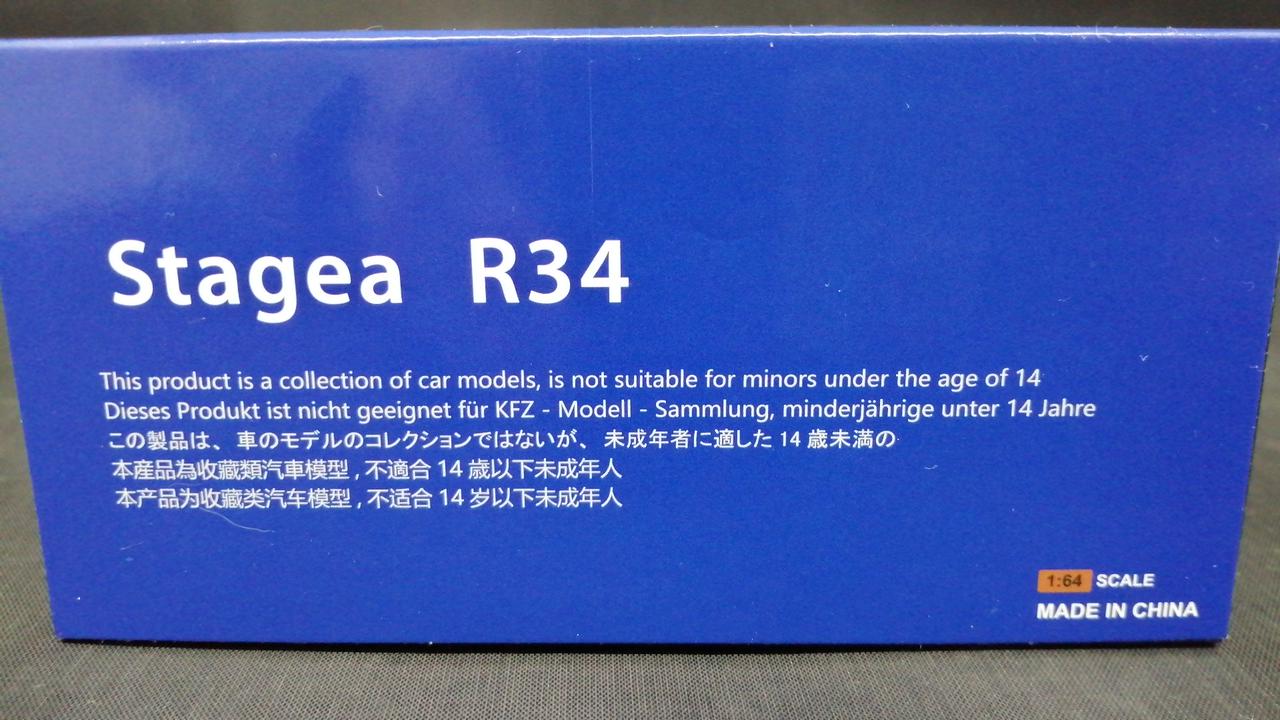 Stagea R34
This product is a collection of car models, is not suitable for minors under the age of 14
Dieses Produkt ist nicht geeignet für KFZ - Modell - Sammlung, minderjährige unter 14 Jahre
この製品は、車のモデルのコレクションではないが、未成年者に適した 14 歳未満の
本産品為收藏類汽車模型 , 不適合 14 歲以下未成年人
本产品为收藏类汽车模型 , 不适合 14 岁以下未成年人
1:64 SCALE
MADE IN CHINA